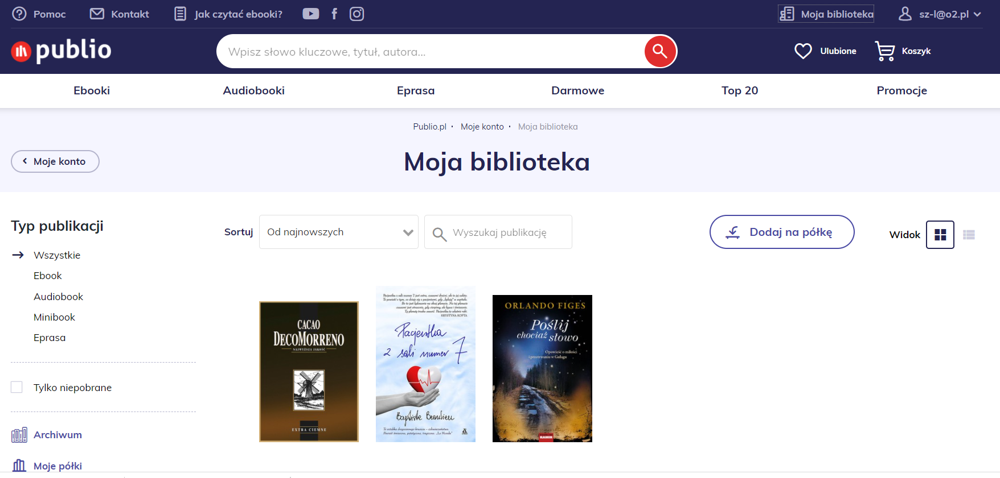 Pomoc
Kontakt
Jak czytać ebooki?
Moja biblioteka
sz-l@o2.pl
publio
Wpisz słowo kluczowe, tytuł, autora...
Ulubione
Koszyk
Ebooki
Audiobooki
Eprasa
Darmowe
Top 20
Promocje
Publio.pl · Moje konto · Moja biblioteka
Moje konto
Moja biblioteka
Typ publikacji
Wszystkie
Ebook
Audiobook
Minibook
Eprasa
Tylko niepobrane
Archiwum
Moje półki
Sortuj
Od najnowszych
Wyszukaj publikację
Dodaj na półkę
Widok
CACAO
DECOMORRENO
NAJWYŻSZA JAKOŚĆ
EXTRA CIEMNE
KRYSTYNA KOFTA
Pacjentka
z sali numer 7
Baptiste Beaulieu
ORLANDO FIGES
Poślij
chociaż słowo
Opowieść o miłości
i przetrwaniu w Gułagu
MAGNUM